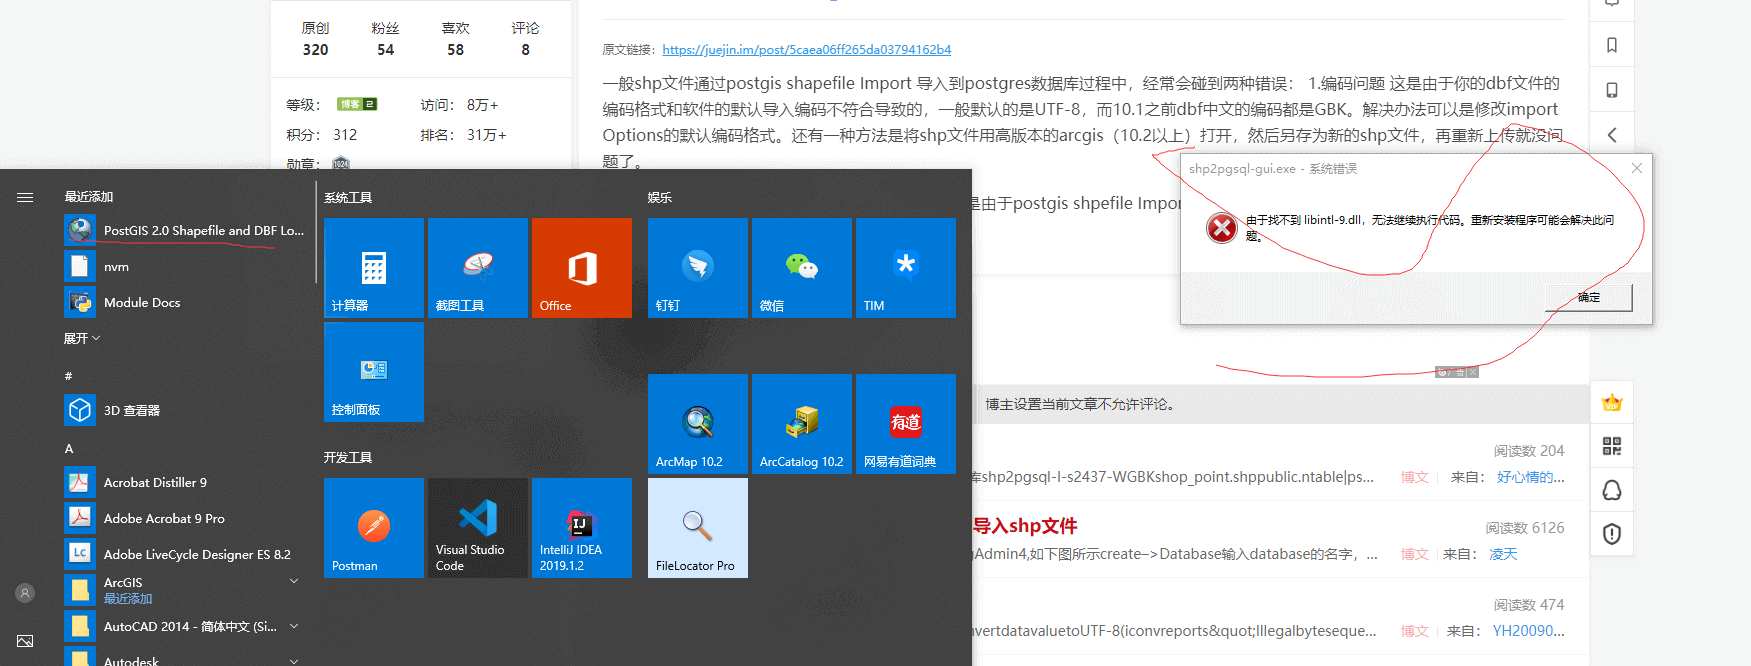 原创 粉丝 喜欢 评论
320 54 58 8
等级： 博客 2 访问： 8万+
积分： 312 排名： 31万+
勋章： 1024
原文链接： https://juejin.im/post/5caea06ff265da03794162b4
一般shp文件通过postgis shapefile Import 导入到postgres数据库过程中，经常会碰到两种错误： 1.编码问题 这是由于你的dbf文件的
编码格式和软件的默认导入编码不符合导致的，一般默认的是UTF-8，而10.1之前dbf中文的编码都是GBK。解决办法可以是修改import
Options的默认编码格式。还有一种方法是将shp文件用高版本的arcgis（10.2以上）打开，然后另存为新的shp文件，再重新上传就没问
题了。
是由于postgis shpefile Impor
shp2pgsql-gui.exe - 系统错误
由于找不到 libintl-9.dll，无法继续执行代码。重新安装程序可能会解决此问
题。
确定
最近添加
PostGIS 2.0 Shapefile and DBF Lo...
nvm
Module Docs
展开
#
3D 查看器
A
Acrobat Distiller 9
Adobe Acrobat 9 Pro
Lc
Adobe LiveCycle Designer ES 8.2
ArcGIS
最近添加
AutoCAD 2014 - 简体中文 (Si...
Autodesk
系统工具
计算器
截图工具
Office
控制面板
开发工具
Postman
Visual Studio
Code
IJ
IntelliJ IDEA
2019.1.2
娱乐
钉钉
微信
TIM
ArcMap 10.2
ArcCatalog 10.2
有道
网易有道词典
FileLocator Pro
博主设置当前文章不允许评论。
阅读数 204
库shp2pgsql-I-s2437-WGBKshop_point.shppublic.ntable|ps... 博文 来自： 好心情的...
导入shp文件
阅读数 6126
gAdmin4,如下图所示create–>Database输入database的名字，... 博文 来自： 凌天
阅读数 474
nvertdatavaluetoUTF-8(iconvreports&quot;Illegalbyteseque... 博文 来自： YH20090...